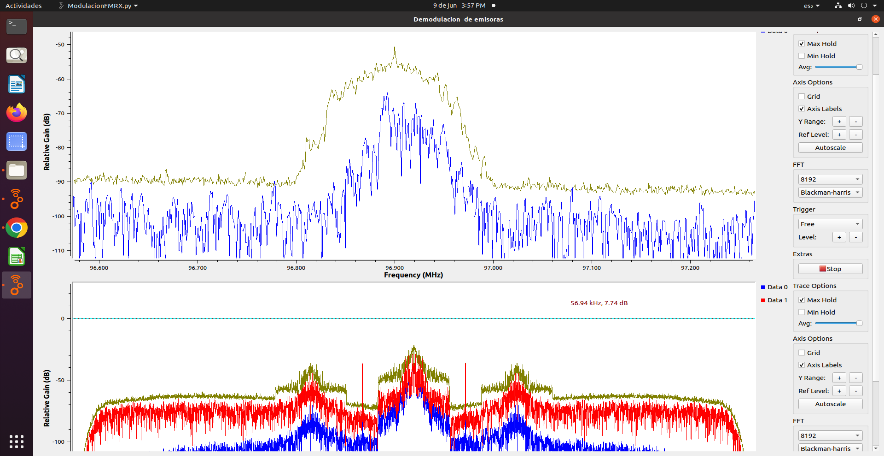 Actividades
ModulacionFMRX.py
9 de jun 3:57 PM
es₂
Demodulacion de emisoras
Relative Gain (dB)
-50
-60
-70
-80
-90
-100
-110
96.600
96.700
96.800
96.900
97.000
97.100
97.200
Frequency (MHz)
Max Hold
Min Hold
Avg:
Axis Options
Grid
Axis Labels
Y Range:
+
-
Ref Level:
+
-
Autoscale
FFT
8192
Blackman-harris
Trigger
Free
Level:
+
-
Extras
Stop
Relative Gain (dB)
0
-50
-100
56.94 kHz, 7.74 dB
Data 0
Data 1
Trace Options
Max Hold
Min Hold
Avg:
Axis Options
Grid
Axis Labels
Y Range:
+
-
Ref Level:
+
-
Autoscale
FFT
8192
Blackman-harris